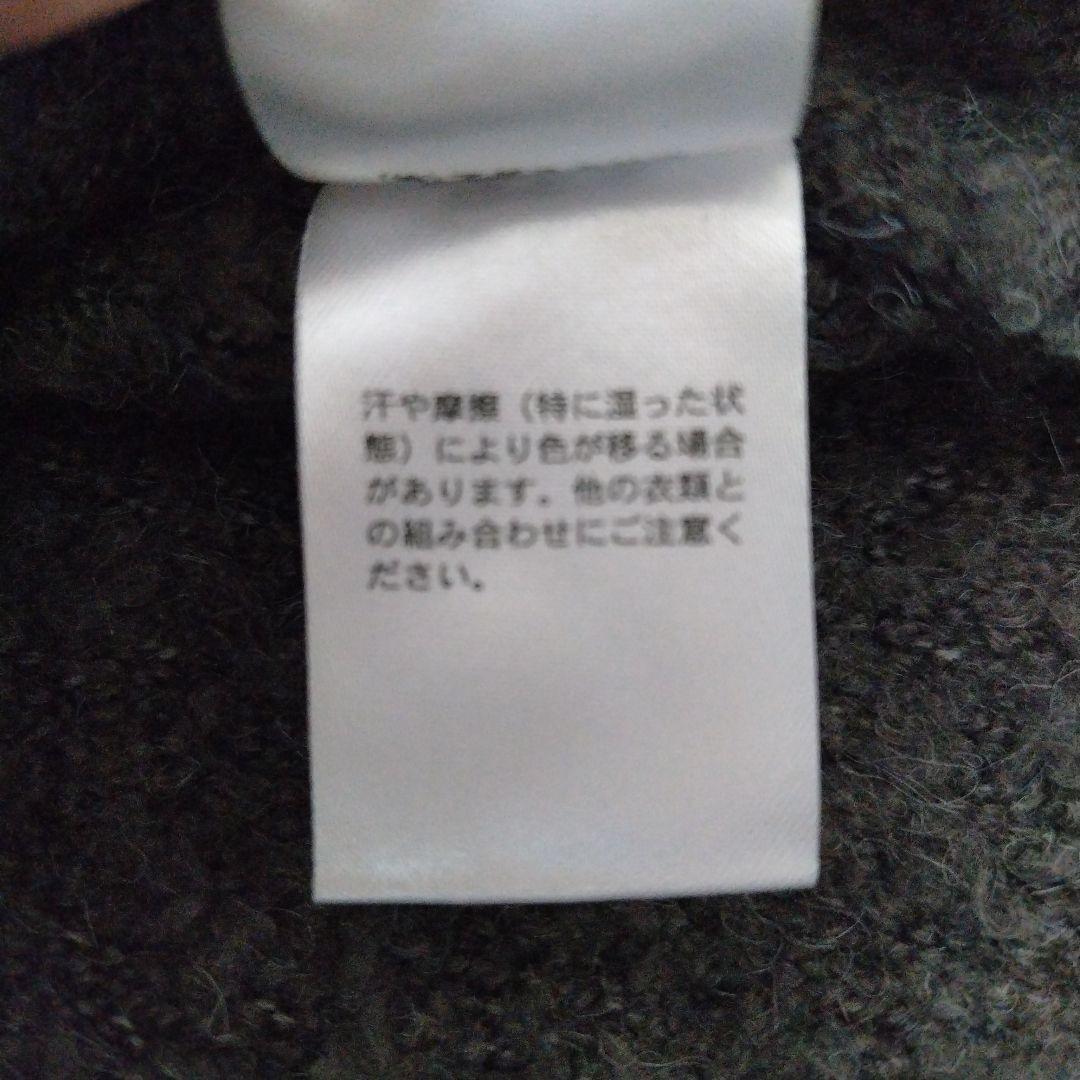 汗や摩擦（特に湿った状
態）により色が移る場合
があります。他の衣類と
の組み合わせにご注意く
ださい。